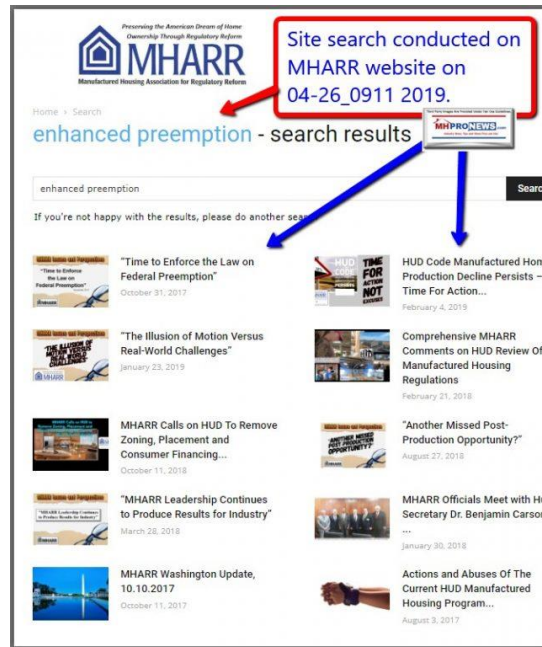 Preserving the American Dream of Home
Ownership Through Regulatory Reform
MHARR
Manufactured Housing Association for Regulatory Reform
Site search conducted on
MHARR website on
04-26_0911 2019.
Home > Search
enhanced preemption - search results
MHPRONEWS.com
enhanced preemption
Searc
If you're not happy with the results, please do another sear
"Time to Enforce the Law on
Federal Preemption"
October 31, 2017
HUD Code Manufactured Hom
Production Decline Persists –
Time For Action...
February 4, 2019
"The Illusion of Motion Versus
Real-World Challenges"
January 23, 2019
Comprehensive MHARR
Comments on HUD Review Of
Manufactured Housing
Regulations
February 21, 2018
MHARR Calls on HUD To Remove
Zoning, Placement and
Consumer Financing...
October 11, 2018
"Another Missed Post-
Production Opportunity?"
August 27, 2018
"MHARR Leadership Continues
to Produce Results for Industry"
March 28, 2018
MHARR Officials Meet with Hu
Secretary Dr. Benjamin Carson
...
January 30, 2018
MHARR Washington Update,
10.10.2017
October 11, 2017
Actions and Abuses Of The
Current HUD Manufactured
Housing Program...
August 3, 2017